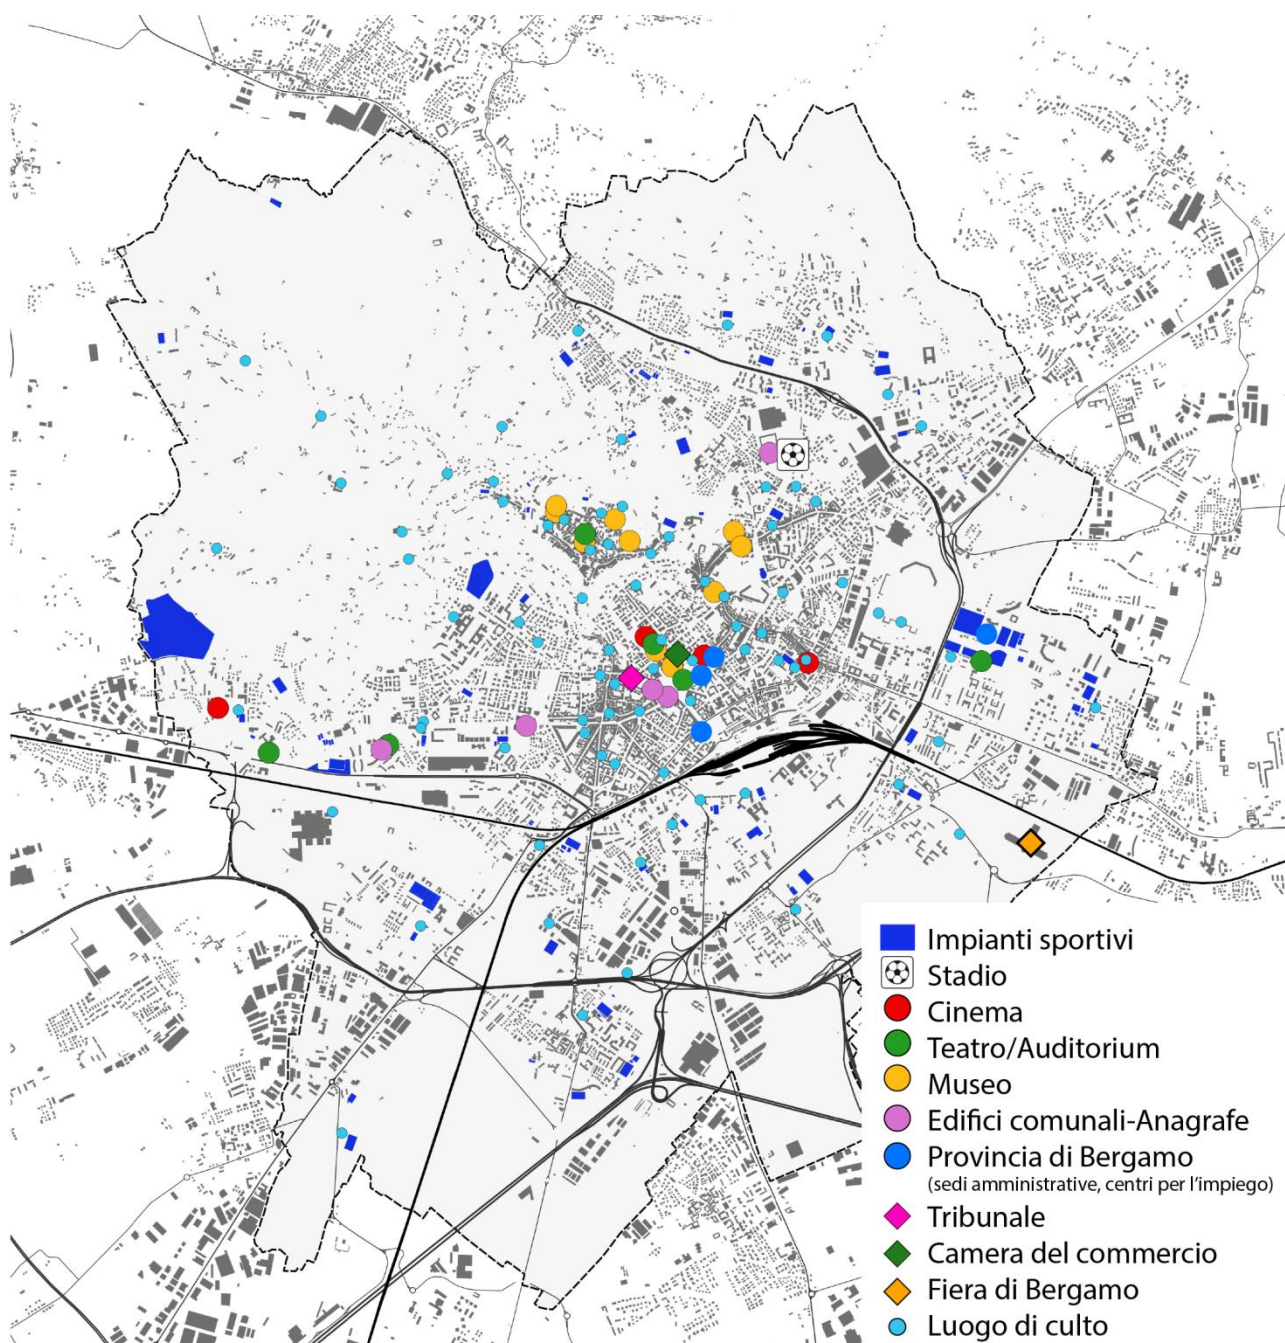 Impianti sportivi
Stadio
Cinema
Teatro/Auditorium
Museo
Edifici comunali-Anagrafe
Provincia di Bergamo
(sedi amministrative, centri per l'impiego)
Tribunale
Camera del commercio
Fiera di Bergamo
Luogo di culto